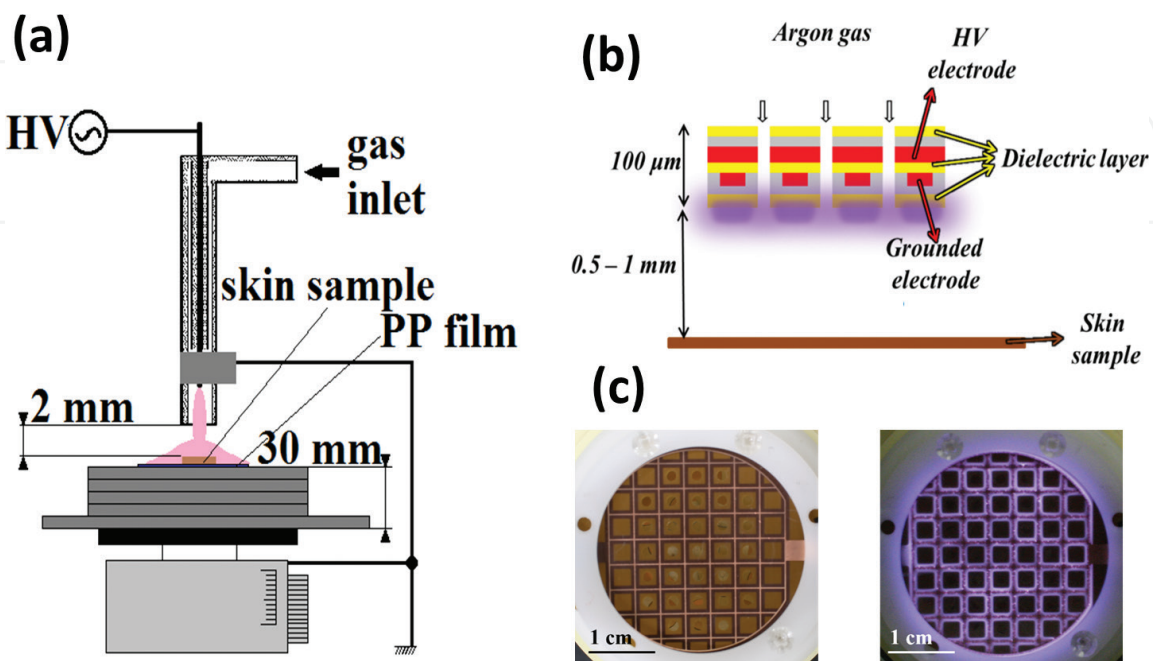 (a)
HV
gas
inlet
skin sample
PP film
2 mm
30 mm
(b)
Argon gas
HV
electrode
100 μm
Dielectric layer
Grounded
electrode
0.5 – 1 mm
Skin
sample
(c)
1 cm
1 cm